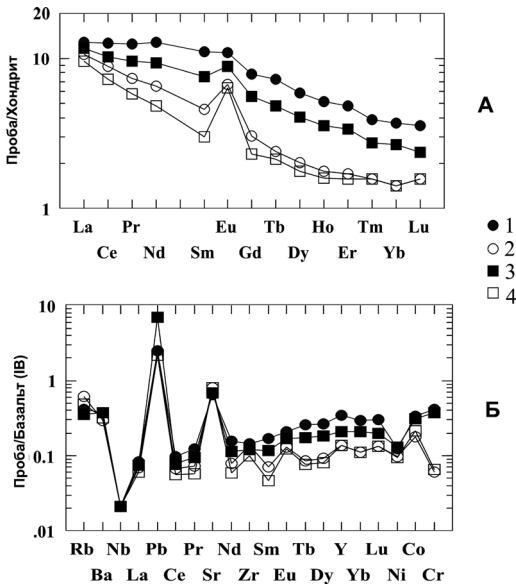 20
10
1
Проба/Хондрит
La Pr Sm Eu Tb Ho Tm Lu
Ce Nd Gd Dy Er Yb
А
1
2
3
4
10
1
0.10
.01
Проба/Базальт (IB)
Rb Nb Pb Pr Nd Sm Tb Y Lu Co
Ba La Ce Sr Zr Eu Dy Yb Ni Cr
Б